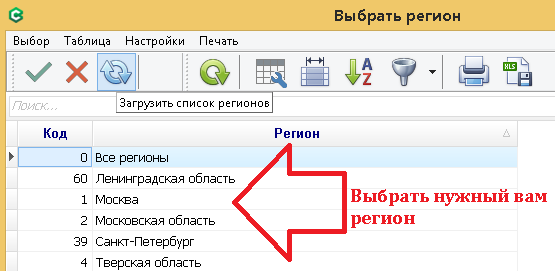 Выбрать регион
Выбор Таблица Настройки Печать
A
Z
XLS
Загрузить список регионов
Поиск...
Код Регион
0 Все регионы
60 Ленинградская область
1 Москва
2 Московская область
39 Санкт-Петербург
4 Тверская область
Выбрать нужный вам
регион